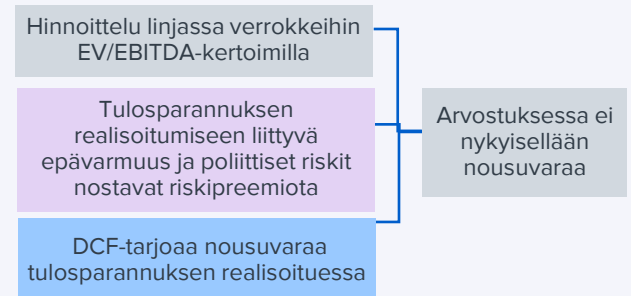 Hinnoittelu linjassa verrokkeihin
EV/EBITDA-kertoimilla
Tulosparannuksen
realisoitumiseen liittyvä
epävarmuus ja poliittiset riskit
nostavat riskipreemiota
DCF-tarjoaa nousuvaraa
tulosparannuksen realisoituessa
Arvostuksessa ei
nykyisellään
nousuvaraa